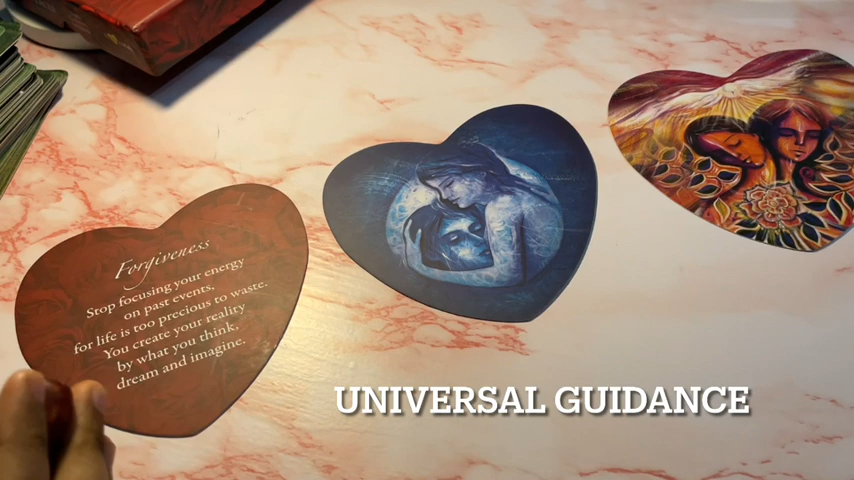 Forgiveness
Stop focusing your energy
on past events,
for life is too precious to waste.
You create your reality
by what you think,
dream and imagine.
UNIVERSAL GUIDANCE